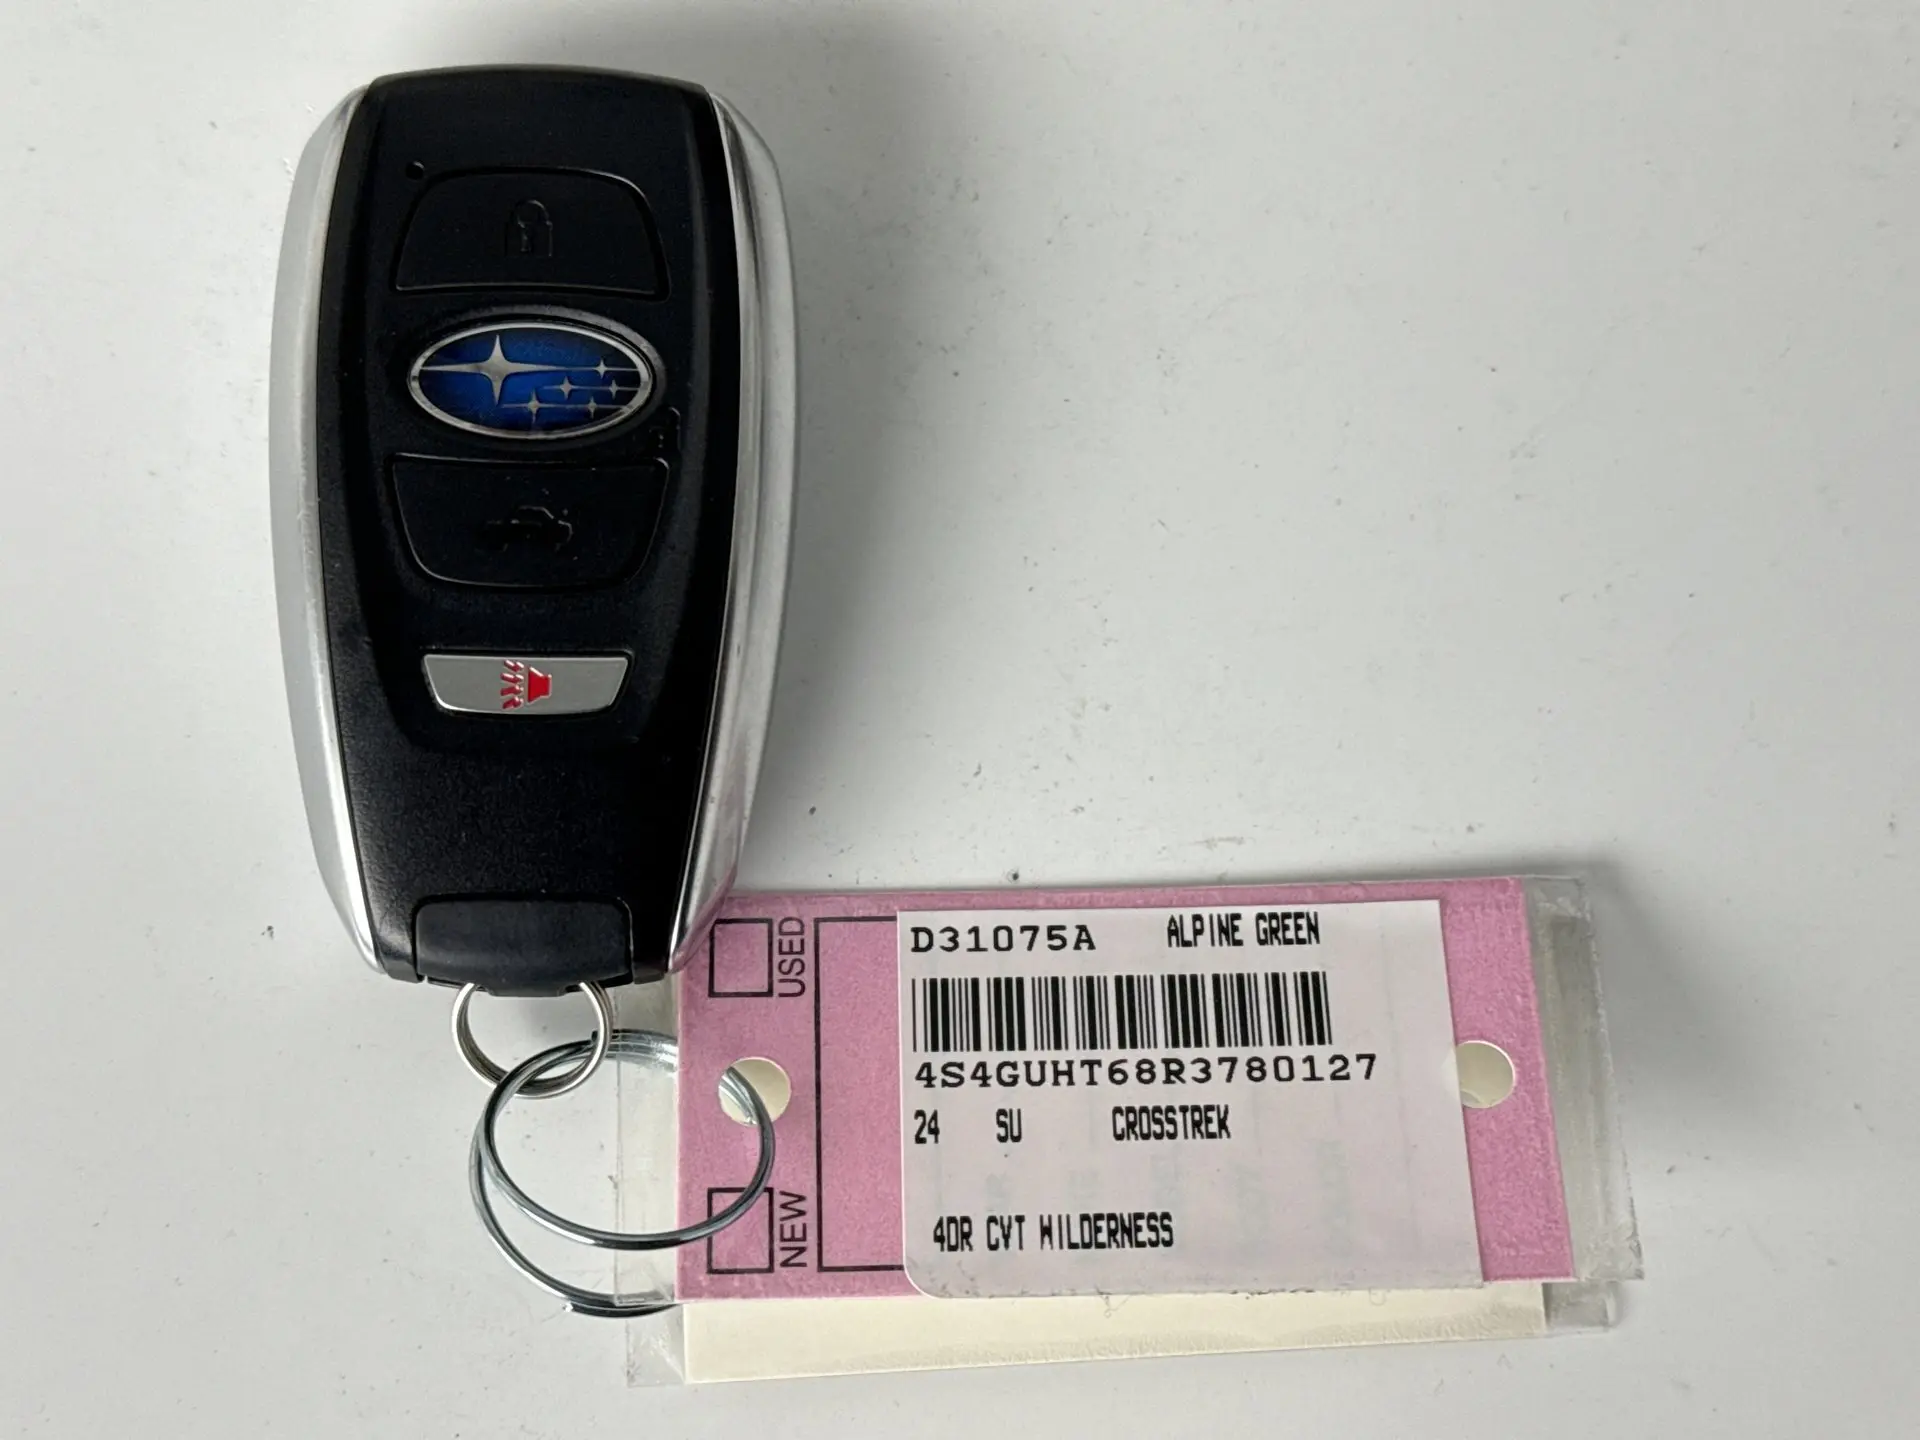 D31075A ALPINE GREEN
4S4GUHT68R3780127
24 SU CROSSTREK
4DR CVT WILDERNESS
USED
NEW